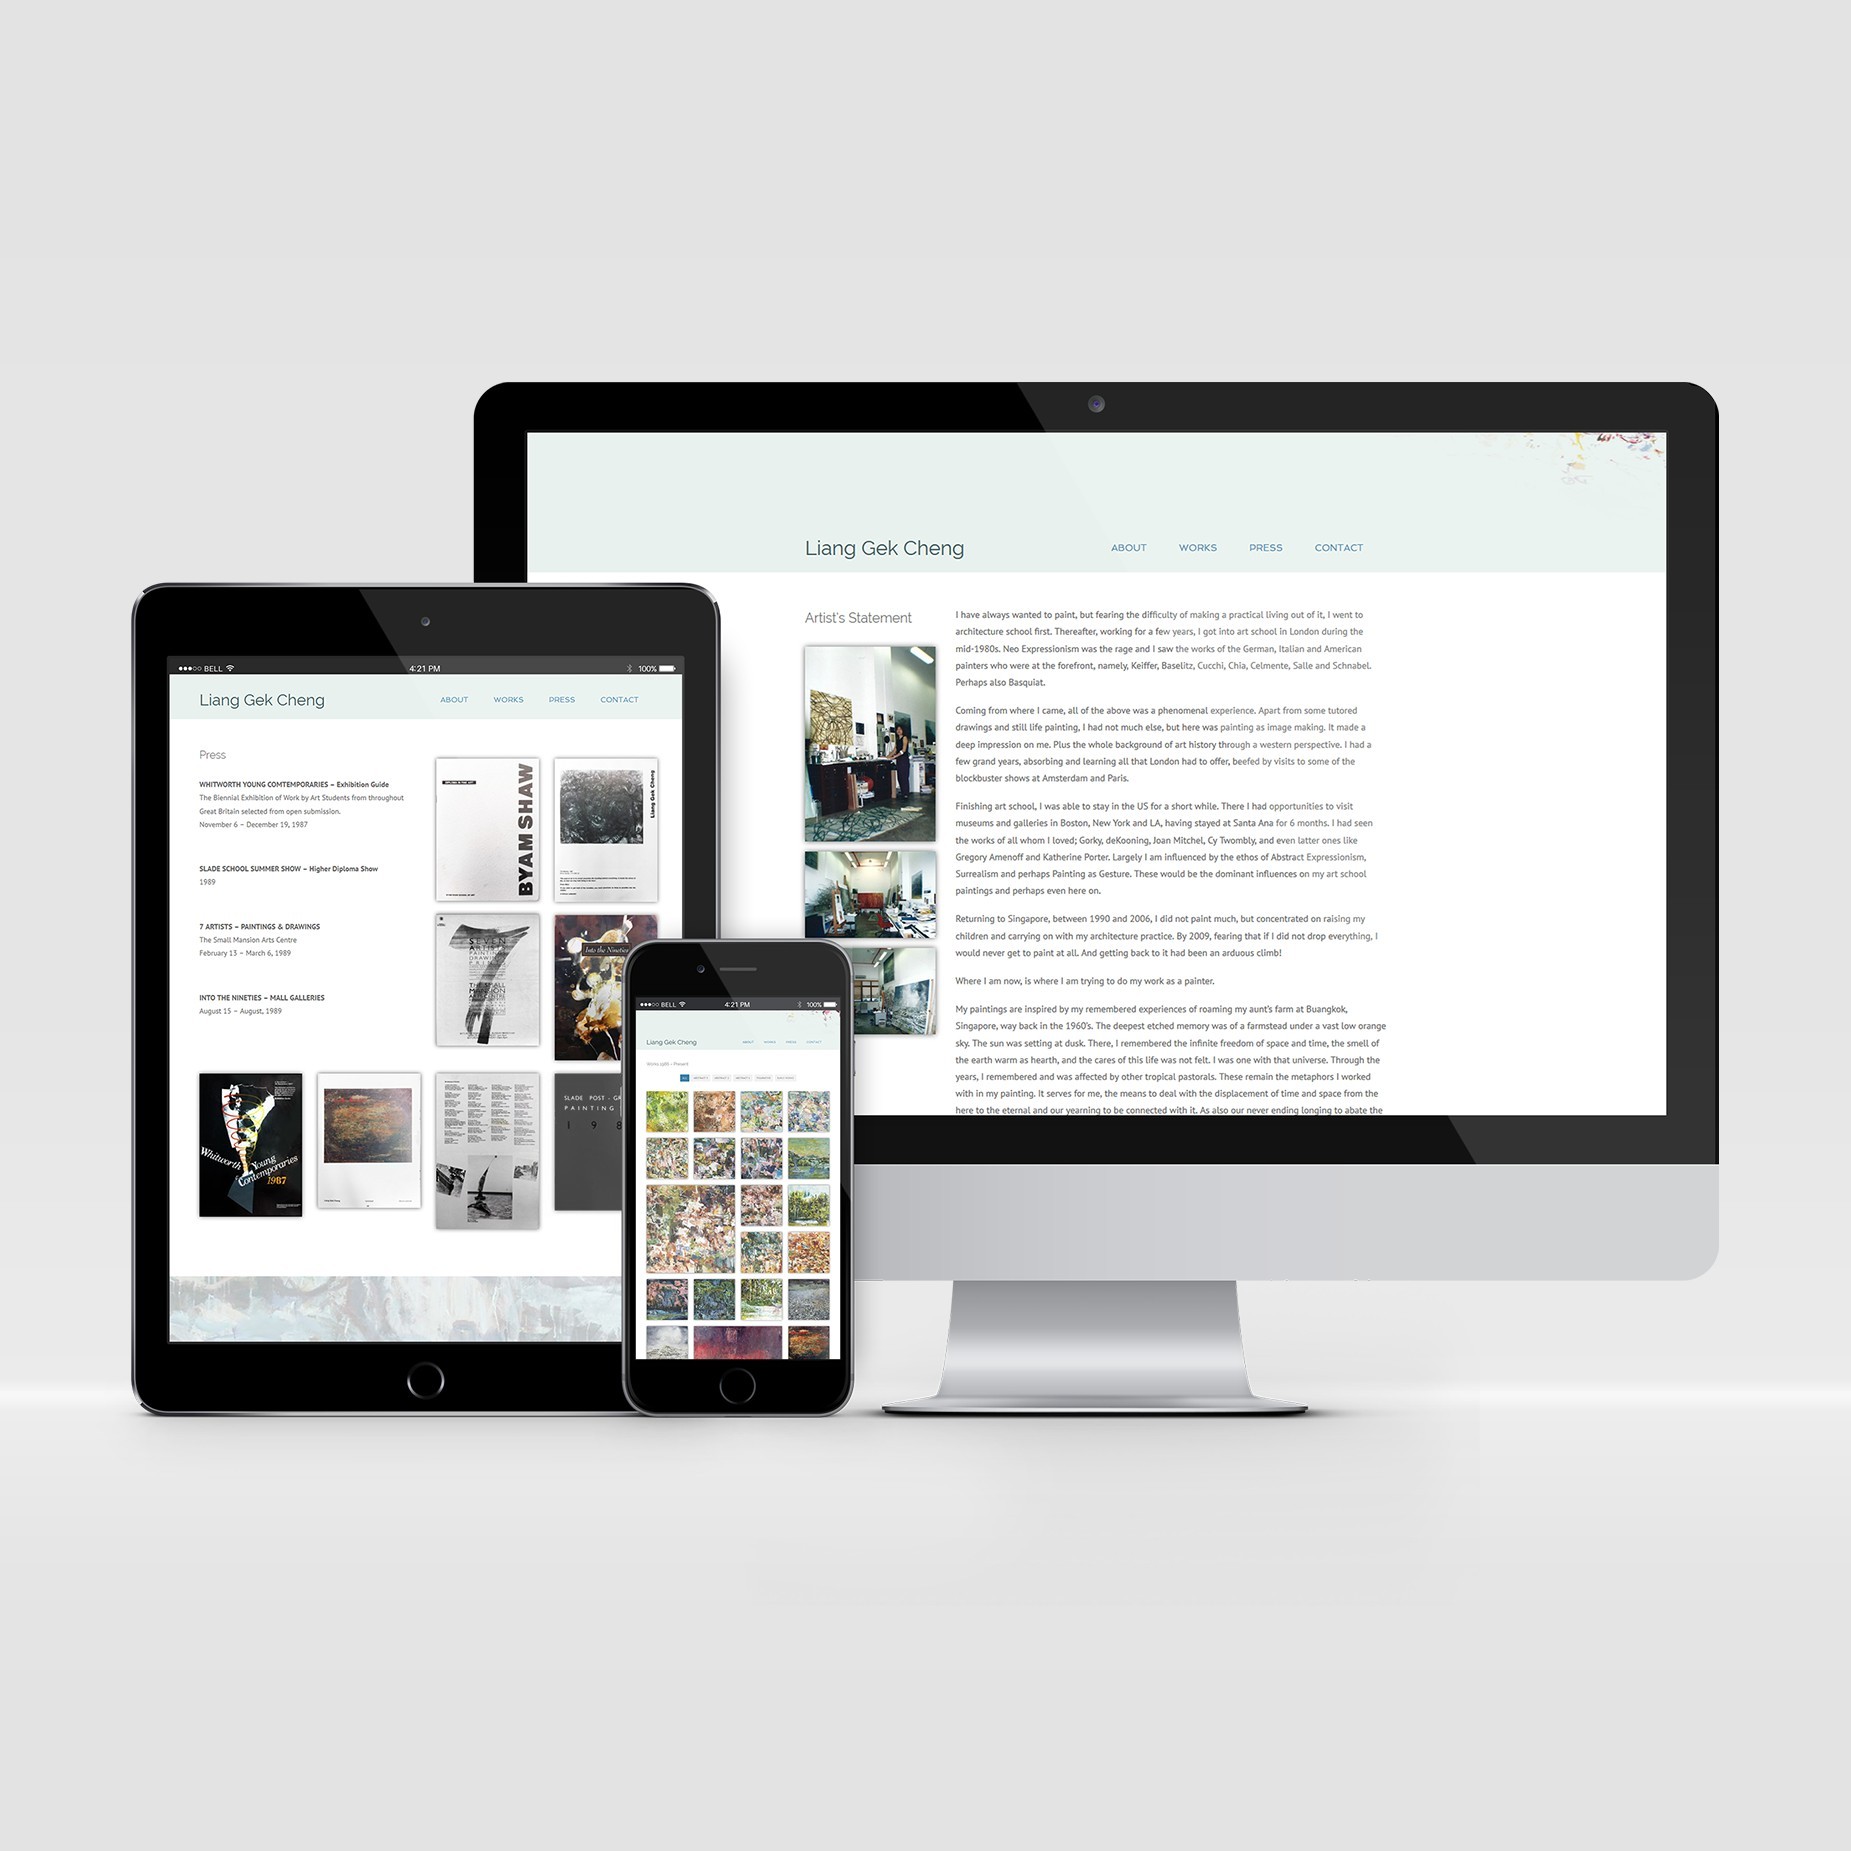 Liang Gek Cheng
ABOUT WORKS PRESS CONTACT
Artist's Statement
I have always wanted to paint, but fearing the difficulty of making a practical living out of it, I went to
architecture school first. Thereafter, working for a few years, I got into art school in London during the
mid-1980s. Neo Expressionism was the rage and I saw the works of the German, Italian and American
painters who were at the forefront, namely, Keiffer, Baselitz, Cucchi, Chia, Celmente, Salle and Schnabel.
Perhaps also Basquiat.
Coming from where I came, all of the above was a phenomenal experience. Apart from some tutored
drawings and still life painting, I had not much else, but here was painting as image making. It made a
deep impression on me. Plus the whole background of art history through a western perspective. I had a
few grand years, absorbing and learning all that London had to offer, beefed by visits to some of the
blockbuster shows at Amsterdam and Paris.
Finishing art school, I was able to stay in the US for a short while. There I had opportunities to visit
museums and galleries in Boston, New York and LA, having stayed at Santa Ana for 6 months. I had seen
the works of all whom I loved; Gorky, deKooning, Joan Mitchel, Cy Twombly, and even latter ones like
Gregory Amenoff and Katherine Porter. Largely I am influenced by the ethos of Abstract Expressionism,
Surrealism and perhaps Painting as Gesture. These would be the dominant influences on my art school
paintings and perhaps even here on.
Returning to Singapore, between 1990 and 2006, I did not paint much, but concentrated on raising my
children and carrying on with my architecture practice. By 2009, fearing that if I did not drop everything, I
would never get to paint at all. And getting back to it had been an arduous climb!
Where I am now, is where I am trying to do my work as a painter.
My paintings are inspired by my remembered experiences of roaming my aunt's farm at Buangkok,
Singapore, way back in the 1960's. The deepest etched memory was of a farmstead under a vast low orange
sky. The sun was setting at dusk. There, I remembered the infinite freedom of space and time, the smell of
the earth warm as hearth, and the cares of this life was not felt. I was one with that universe. Through the
years, I remembered and was affected by other tropical pastorals. These remain the metaphors I worked
with in my painting. It serves for me, the means to deal with the displacement of time and space from the
here to the eternal and our yearning to be connected with it. As also our never ending longing to abate the
BELL 4:21 PM 100%
Liang Gek Cheng
ABOUT WORKS PRESS CONTACT
Press
WHITWORTH YOUNG COMTEMPORARIES – Exhibition Guide
The Biennial Exhibition of Work by Art Students from throughout
Great Britain selected from open submission.
November 6 – December 19, 1987
SLADE SCHOOL SUMMER SHOW – Higher Diploma Show
1989
7 ARTISTS – PAINTINGS & DRAWINGS
The Small Mansion Arts Centre
February 13 – March 6, 1989
INTO THE NINETIES – MALL GALLERIES
August 15 – August, 1989
BYAM SHAW
Liang Gek Cheng
7
SEVEN
ARTISTS
THE SMALL
MANSION
Into the Nineties
Whitworth Young
Contemporaries
1987
SLADE POST - GR
PAINTING
1 9 8
BELL 4:21 PM 100%
Liang Gek Cheng
ABOUT WORKS PRESS CONTACT
Works 1986 – Present